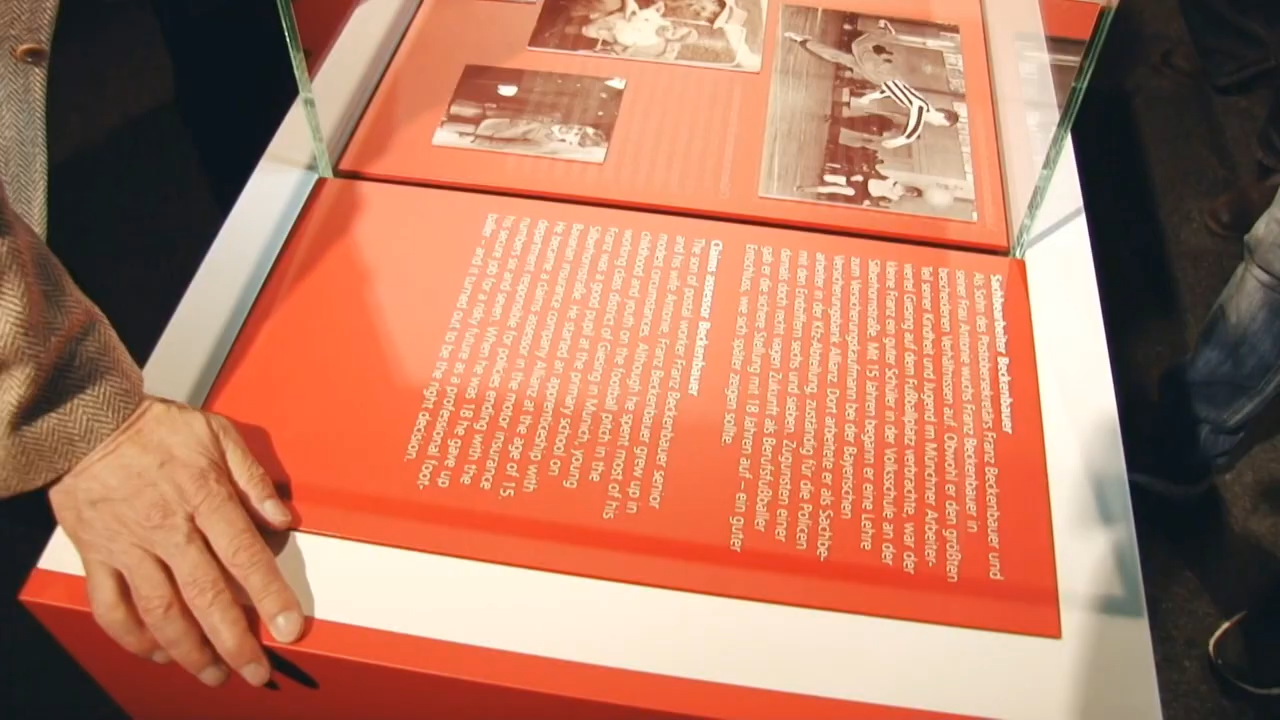 Sachbearbeiter Beckenbauer
Als Sohn des Postobersekretärs Franz Beckenbauer und
seiner Frau Antonie wuchs Franz Beckenbauer in
bescheidenen Verhältnissen auf. Obwohl er den größten
Teil seiner Kindheit und Jugend im Münchner Arbeiter-
viertel Giesing auf dem Fußballplatz verbrachte, war der
kleine Franz ein guter Schüler in der Volksschule an der
Silberhornstraße. Mit 15 Jahren begann er eine Lehre
zum Versicherungskaufmann bei der Bayerischen
Versicherungsbank Allianz. Dort arbeitete er als Sachbe-
arbeiter in der Kfz-Abteilung, zuständig für die Policen
mit den Endziffern sechs und sieben. Zugunsten einer
damals doch recht vagen Zukunft als Berufsfußballer
gab er die sichere Stellung mit 18 Jahren auf – ein guter
Entschluss, wie sich später zeigen sollte.
Claims assessor Beckenbauer
The son of postal worker Franz Beckenbauer senior
and his wife Antonie, Franz Beckenbauer grew up in
modest circumstances. Although he spent most of his
childhood and youth on the football pitch in the
working class district of Giesing in Munich, young
Franz was a good pupil at the primary school on
Silberhornstraße. He started an apprenticeship with
Bavarian insurance company Allianz at the age of 15.
He became a claims assessor in the motor insurance
department responsible for policies ending with the
numbers six and seven. When he was 18 he gave up
his secure job for a risky future as a professional foot-
baller – and it turned out to be the right decision.